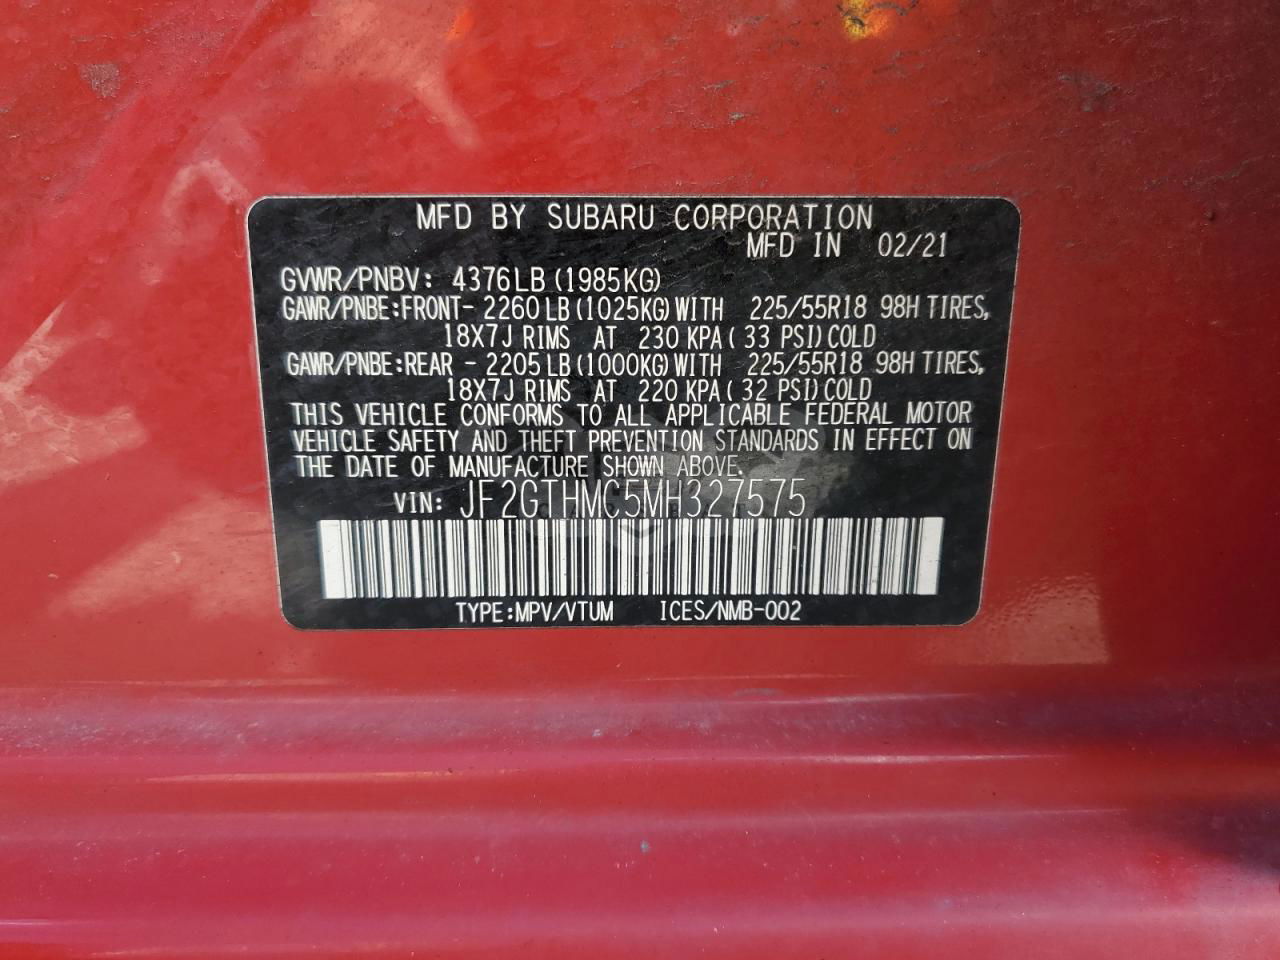 MFD BY SUBARU CORPORATION
MFD IN 02/21
GVWR/PNBV: 4376LB (1985KG)
GAWR/PNBE:FRONT- 2260 LB (1025KG) WITH 225/55R18 98H TIRES,
18X7J RIMS AT 230 KPA ( 33 PSI) COLD
GAWR/PNBE:REAR - 2205 LB (1000KG) WITH 225/55R18 98H TIRES,
18X7J RIMS AT 220 KPA ( 32 PSI) COLD
THIS VEHICLE CONFORMS TO ALL APPLICABLE FEDERAL MOTOR
VEHICLE SAFETY AND THEFT PREVENTION STANDARDS IN EFFECT ON
THE DATE OF MANUFACTURE SHOWN ABOVE.
VIN: JF2GTHMC5MH327575
TYPE:MPV/VTUM ICES/NMB-002